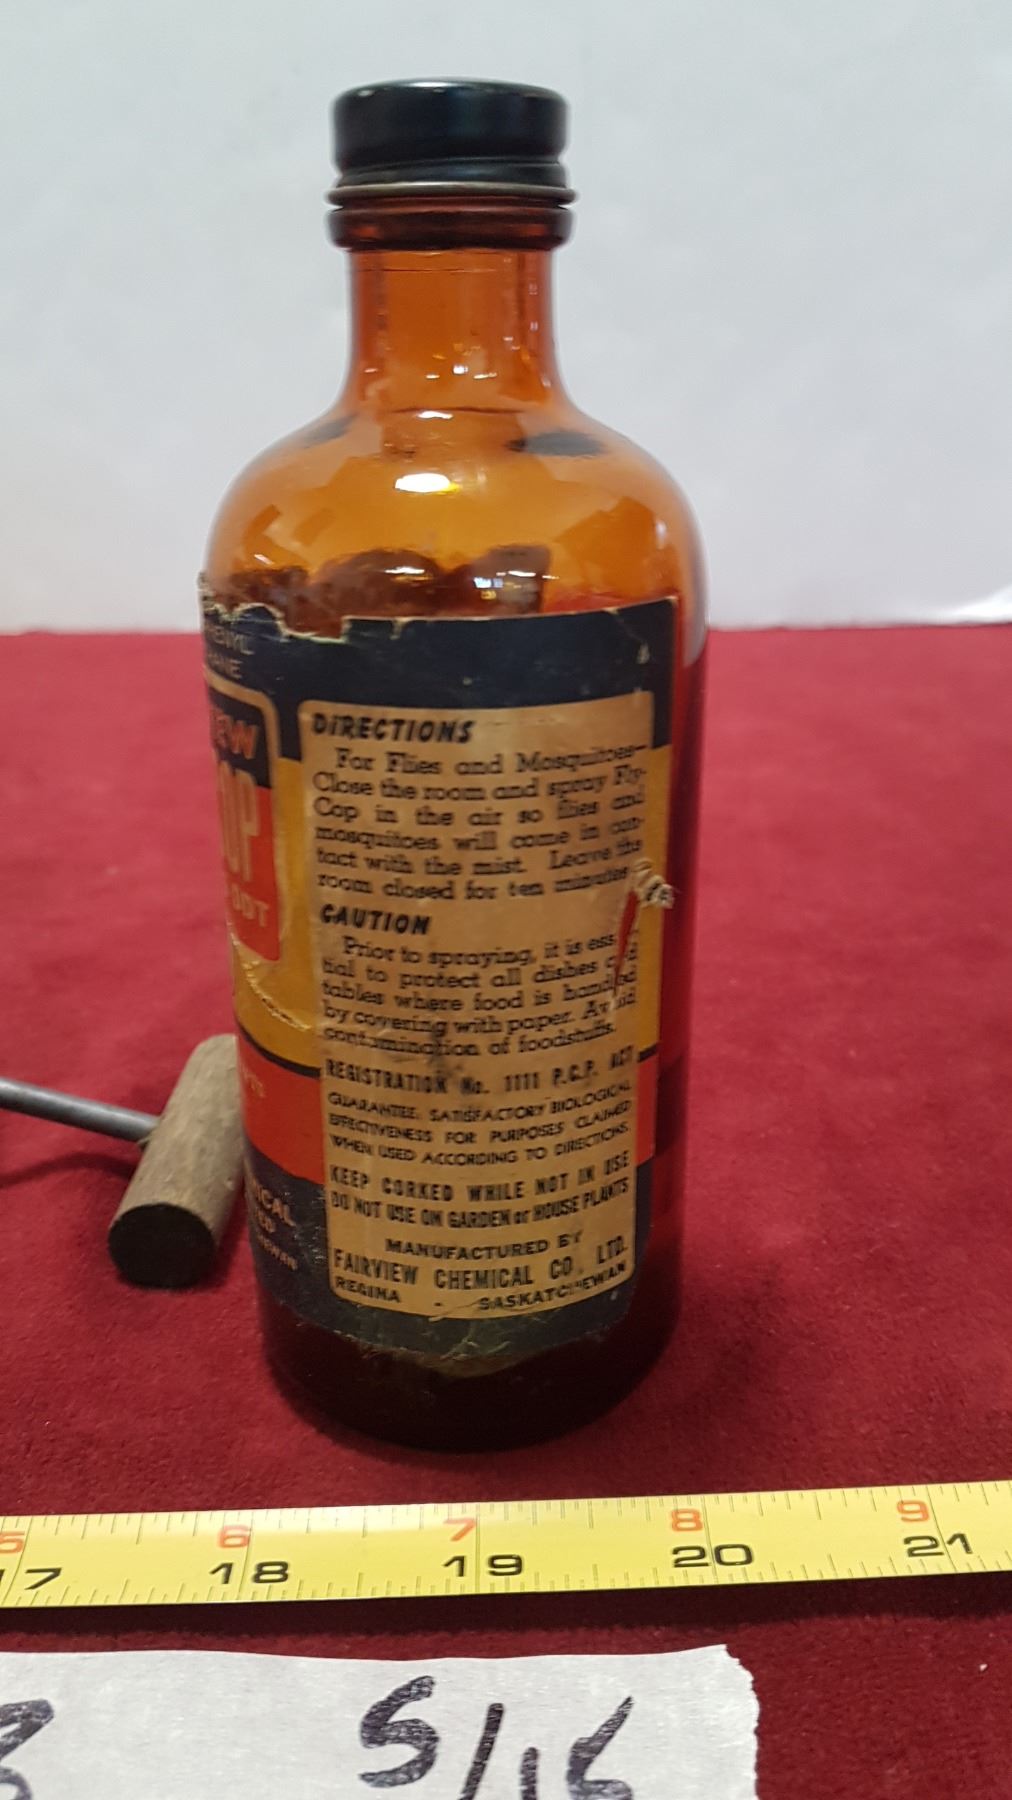 DIRECTIONS
For Flies and Mosquitoes—
Close the room and spray Fly-
Cop in the air so flies and
mosquitoes will come in con-
tact with the mist. Leave the
room closed for ten minutes
CAUTION
Prior to spraying, it is ess
tial to protect all dishes and
tables where food is handled
by covering with paper. Avoid
contamination of foodstuffs.
REGISTRATION No. 1111 P.C.P. ACT
GUARANTEE: SATISFACTORY BIOLOGICAL
EFFECTIVENESS FOR PURPOSES CLAIMED
WHEN USED ACCORDING TO DIRECTIONS.
KEEP CORKED WHILE NOT IN USE
DO NOT USE ON GARDEN or HOUSE PLANTS
MANUFACTURED BY
FAIRVIEW CHEMICAL CO. LTD.
REGINA - SASKATCHEWAN
DDT
6 7 8 9
18 19 20 21
5/16